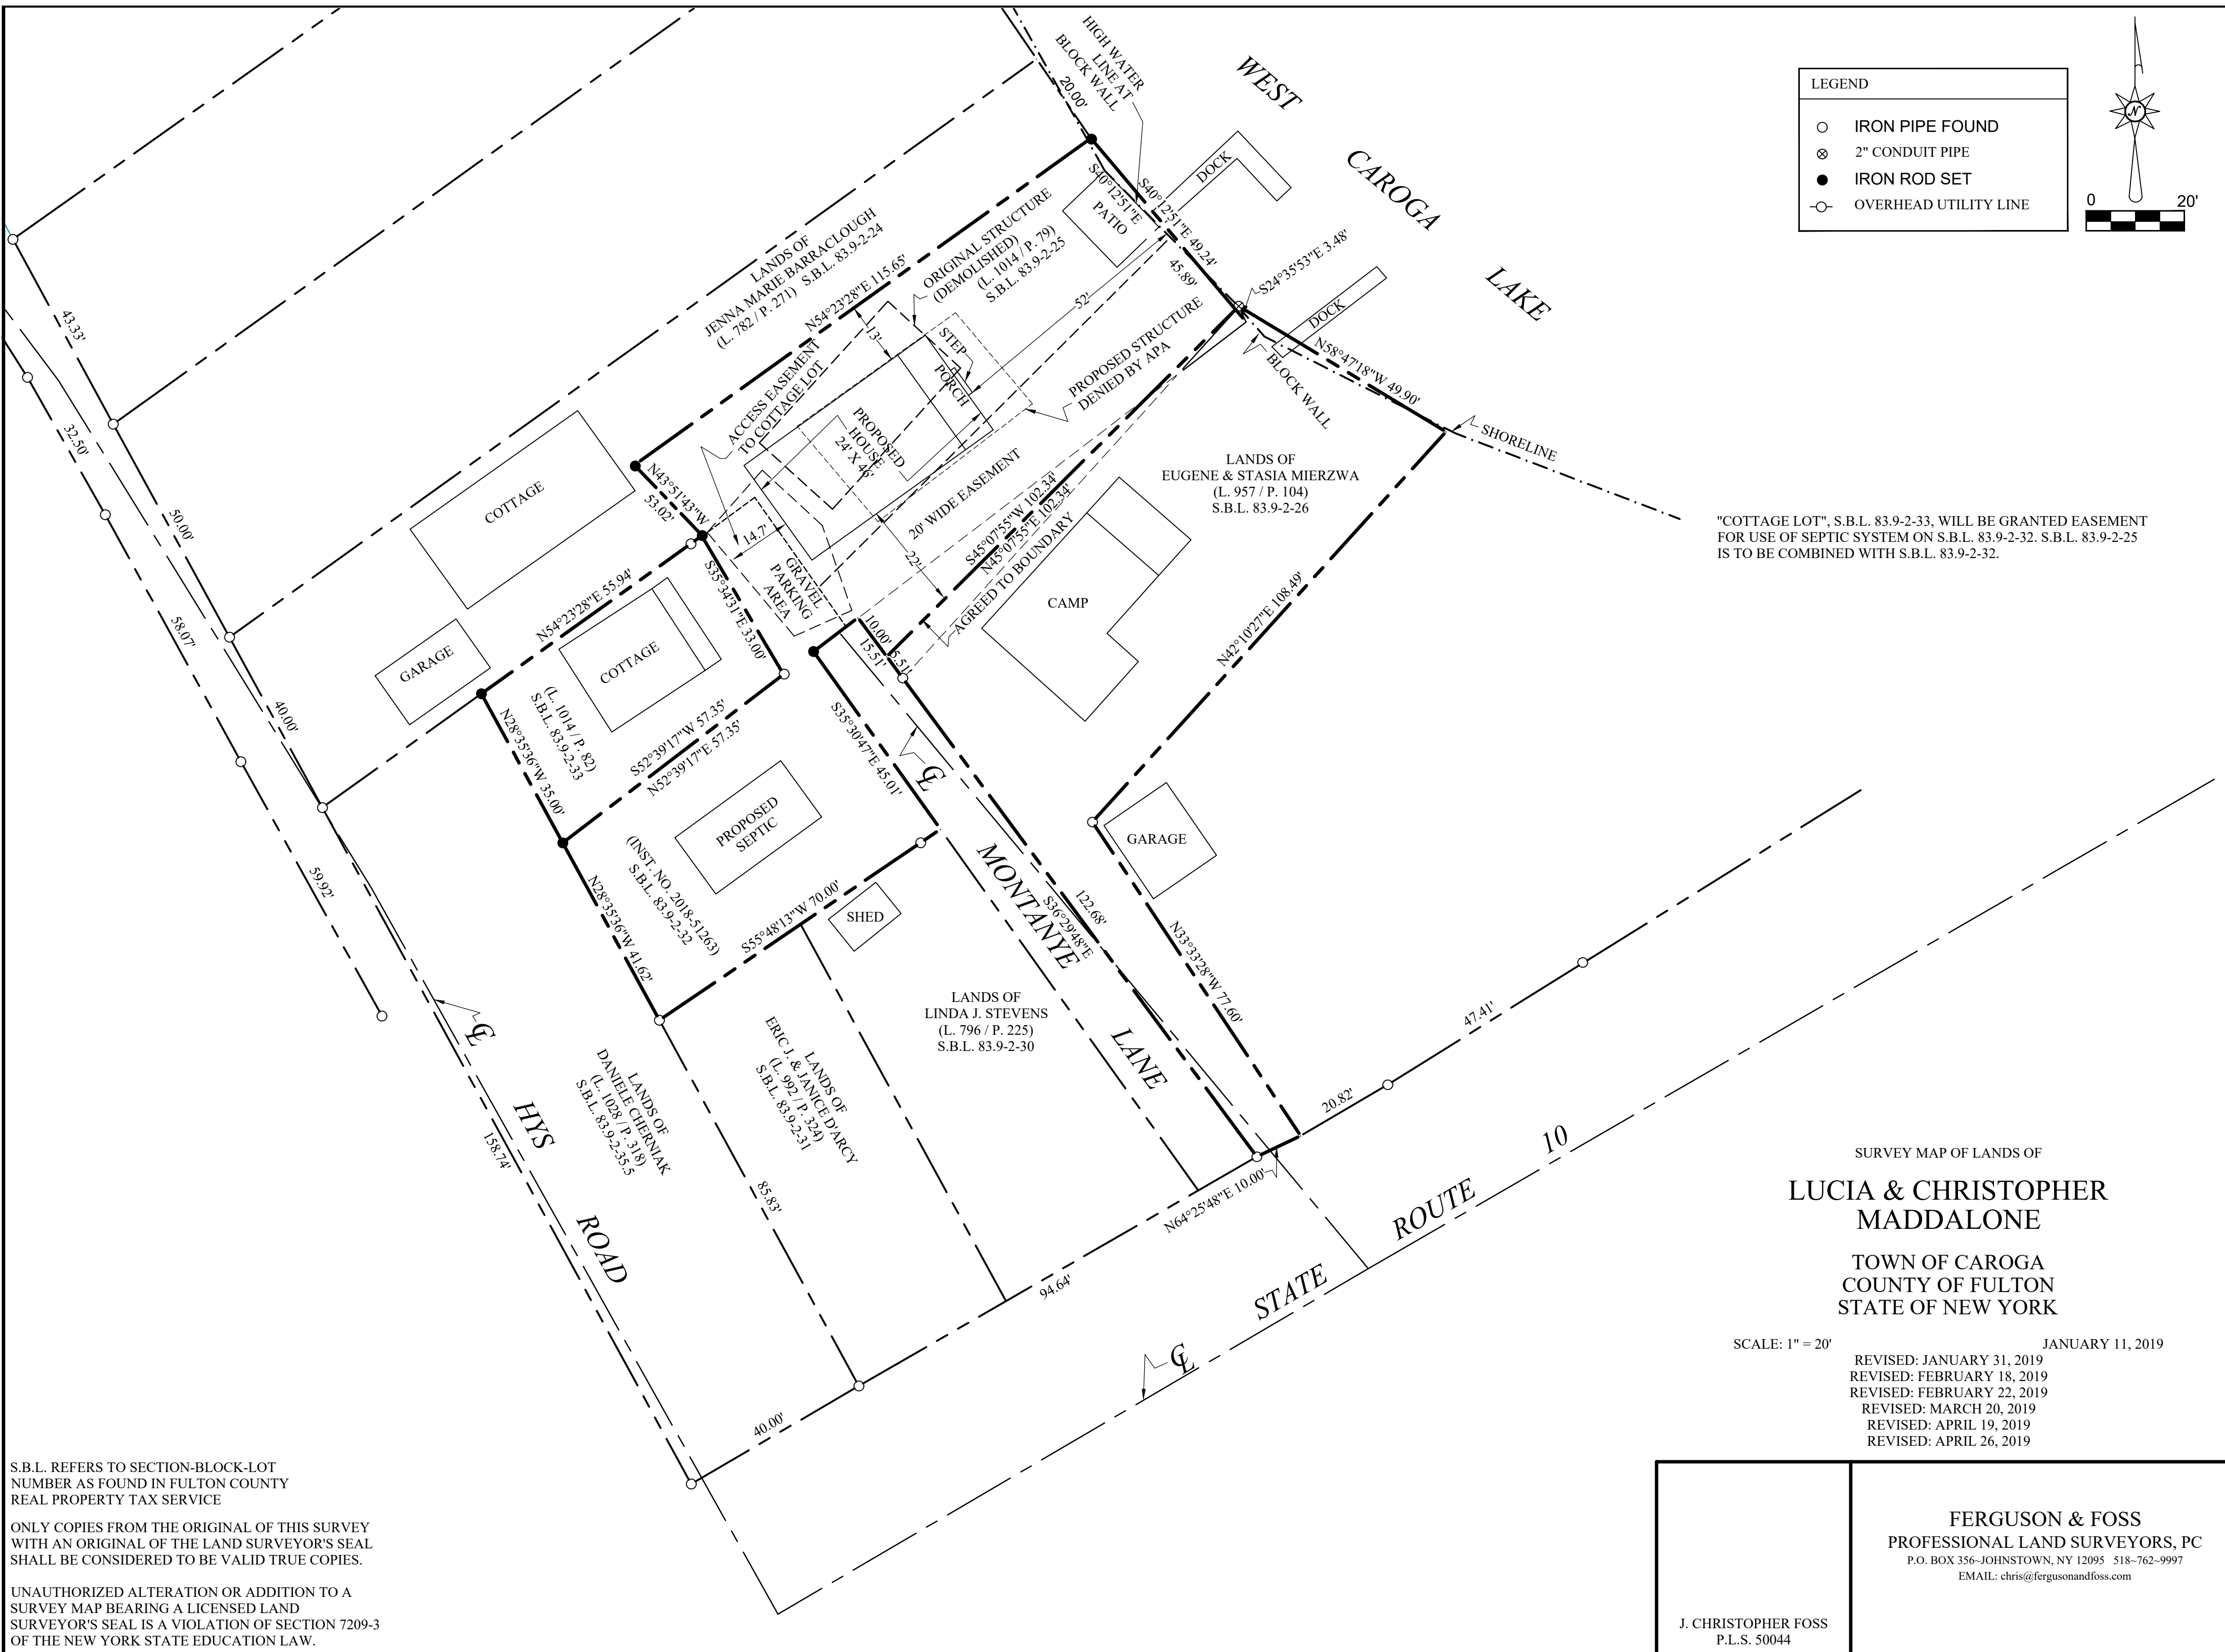 HIGH WATER
LINE AT
BLOCK WALL
20.00'
WEST
CAROGA
LAKE
LEGEND
IRON PIPE FOUND
2" CONDUIT PIPE
IRON ROD SET
OVERHEAD UTILITY LINE
N
0 20'
DOCK
S40°12'51"E
PATIO
S40°12'51"E 49.24'
45.89'
S24°35'53"E 3.48'
DOCK
BLOCK WALL
N58°47'18"W 49.90'
SHORELINE
LANDS OF
JENNA MARIE BARRACLOUGH
(L. 782 / P. 271) S.B.L. 83.9-2-24
N54°23'28"E 115.65'
ORIGINAL STRUCTURE
(DEMOLISHED)
(L. 1014 / P. 79)
S.B.L. 83.9-2-25
52'
13'
STEP
PORCH
PROPOSED STRUCTURE
DENIED BY APA
ACCESS EASEMENT
TO COTTAGE LOT
PROPOSED
HOUSE
24' X 46'
20' WIDE EASEMENT
22'
S45°07'55"W 102.34'
N45°07'55"E 102.34'
AGREED TO BOUNDARY
LANDS OF
EUGENE & STASIA MIERZWA
(L. 957 / P. 104)
S.B.L. 83.9-2-26
CAMP
N42°10'27"E 108.49'
"COTTAGE LOT", S.B.L. 83.9-2-33, WILL BE GRANTED EASEMENT
FOR USE OF SEPTIC SYSTEM ON S.B.L. 83.9-2-32. S.B.L. 83.9-2-25
IS TO BE COMBINED WITH S.B.L. 83.9-2-32.
43.33'
32.50'
50.00'
58.07'
40.00'
59.92'
COTTAGE
N43°51'43"W
53.02'
14.7'
GRAVEL
PARKING
AREA
10.00'
15.51'
5.51'
GARAGE
N54°23'28"E 55.94'
COTTAGE
S35°34'31"E 33.00'
(L. 1014 / P. 82)
S.B.L. 83.9-2-33
N28°35'36"W 35.00'
S52°39'17"W 57.35'
N52°39'17"E 57.35'
S35°30'47"E 45.01'
℄
PROPOSED
SEPTIC
(INST. NO. 2018-51263)
S.B.L. 83.9-2-32
N28°35'36"W 41.62'
S55°48'13"W 70.00'
SHED
GARAGE
MONTANYE
LANE
122.68'
S36°29'48"E
N33°33'28"W 77.60'
LANDS OF
LINDA J. STEVENS
(L. 796 / P. 225)
S.B.L. 83.9-2-30
LANDS OF
ERIC J. & JANICE D'ARCY
(L. 992 / P. 324)
S.B.L. 83.9-2-31
LANDS OF
DANIELE CHERNIAK
(L. 1028 / P. 318)
S.B.L. 83.9-2-35.5
℄
HYS
ROAD
158.74'
85.83'
40.00'
94.64'
N64°25'48"E 10.00'
20.82'
47.41'
℄
STATE
ROUTE
10
SURVEY MAP OF LANDS OF
LUCIA & CHRISTOPHER
MADDALONE
TOWN OF CAROGA
COUNTY OF FULTON
STATE OF NEW YORK
SCALE: 1" = 20' JANUARY 11, 2019
REVISED: JANUARY 31, 2019
REVISED: FEBRUARY 18, 2019
REVISED: FEBRUARY 22, 2019
REVISED: MARCH 20, 2019
REVISED: APRIL 19, 2019
REVISED: APRIL 26, 2019
S.B.L. REFERS TO SECTION-BLOCK-LOT
NUMBER AS FOUND IN FULTON COUNTY
REAL PROPERTY TAX SERVICE
ONLY COPIES FROM THE ORIGINAL OF THIS SURVEY
WITH AN ORIGINAL OF THE LAND SURVEYOR'S SEAL
SHALL BE CONSIDERED TO BE VALID TRUE COPIES.
UNAUTHORIZED ALTERATION OR ADDITION TO A
SURVEY MAP BEARING A LICENSED LAND
SURVEYOR'S SEAL IS A VIOLATION OF SECTION 7209-3
OF THE NEW YORK STATE EDUCATION LAW.
J. CHRISTOPHER FOSS
P.L.S. 50044
FERGUSON & FOSS
PROFESSIONAL LAND SURVEYORS, PC
P.O. BOX 356~JOHNSTOWN, NY 12095 518~762~9997
EMAIL: chris@fergusonandfoss.com